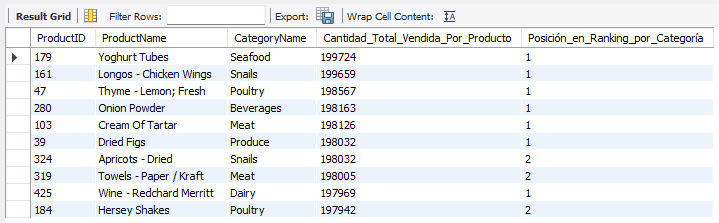 Result Grid Filter Rows: Export: Wrap Cell Content:
ProductID ProductName CategoryName Cantidad_Total_Vendida_Por_Producto Posición_en_Ranking_por_Categoría
179 Yoghurt Tubes Seafood 199724 1
161 Longos - Chicken Wings Snails 199659 1
47 Thyme - Lemon; Fresh Poultry 198567 1
280 Onion Powder Beverages 198163 1
103 Cream Of Tartar Meat 198126 1
39 Dried Figs Produce 198032 1
324 Apricots - Dried Snails 198032 2
319 Towels - Paper / Kraft Meat 198005 2
425 Wine - Redchard Merritt Dairy 197969 1
184 Hersey Shakes Poultry 197942 2